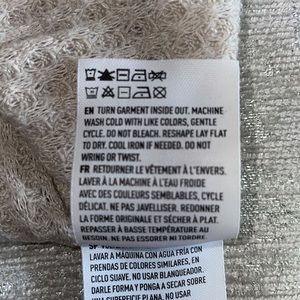 EN TURN GARMENT INSIDE OUT. MACHINE
WASH COLD WITH LIKE COLORS, GENTLE
CYCLE. DO NOT BLEACH. RESHAPE LAY FLAT
TO DRY. COOL IRON IF NEEDED. DO NOT
WRING OR TWIST.
FR RETOURNER LE VÊTEMENT À L'ENVERS.
LAVER À LA MACHINE À L'EAU FROIDE
AVEC DES COULEURS SEMBLABLES, CYCLE
DÉLICAT. NE PAS JAVELLISER. REDONNER
LA FORME ORIGINALE ET SÉCHER À PLAT.
REPASSER À BASSE TEMPÉRATURE AU
BESOIN. NE PAS ESSORER NI TORDRE.
SP
LAVAR A MÁQUINA CON AGUA FRÍA CON
PRENDAS DE COLORES SIMILARES, EN
CICLO SUAVE. NO USAR BLANQUEADOR.
DARLE FORMA Y PONGA A SECAR SOBRE
UNA SUPERFICIE PLANA. NO USAR